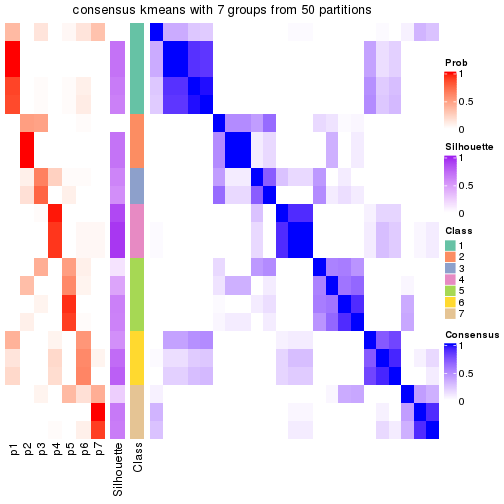 consensus kmeans with 7 groups from 50 partitions
Prob
1
0.5
0
Silhouette
1
0.5
0
Class
1
2
3
4
5
6
7
Consensus
1
0.5
0
p1
p2
p3
p4
p5
p6
p7
Silhouette
Class